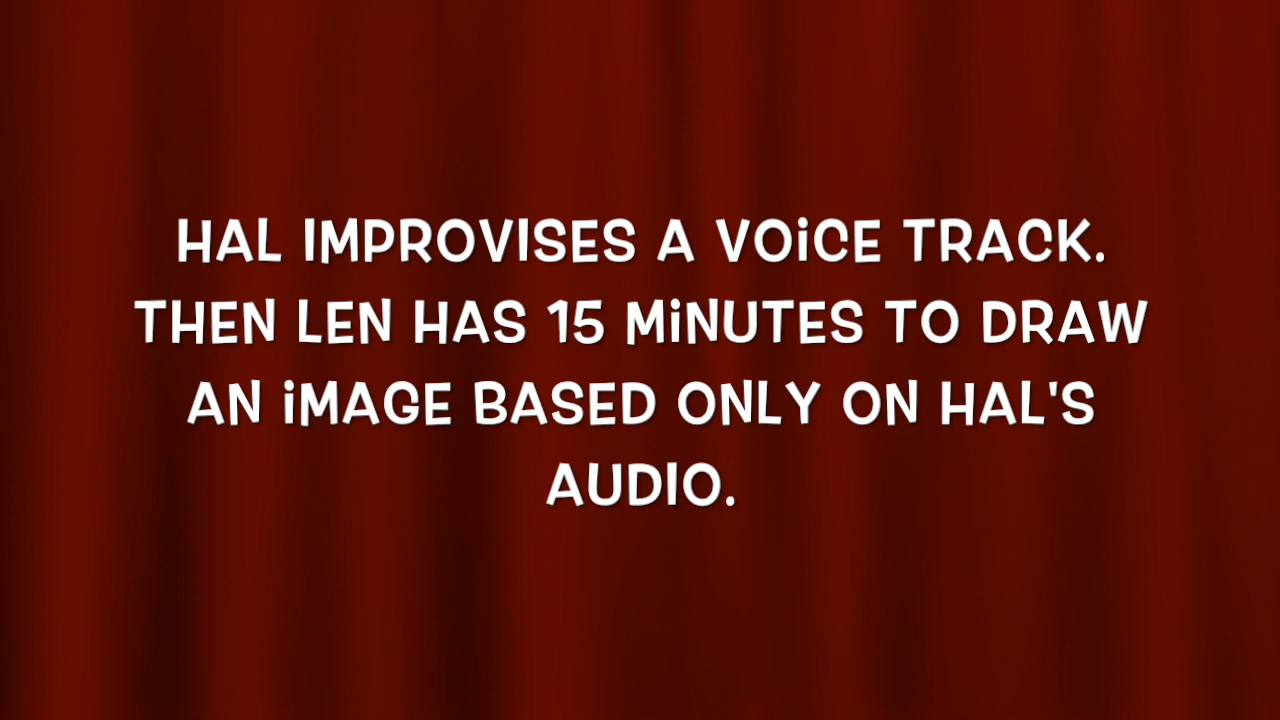 HAL IMPROVISES A VOiCE TRACK.
THEN LEN HAS 15 MiNUTES TO DRAW
AN iMAGE BASED ONLY ON HAL'S
AUDIO.